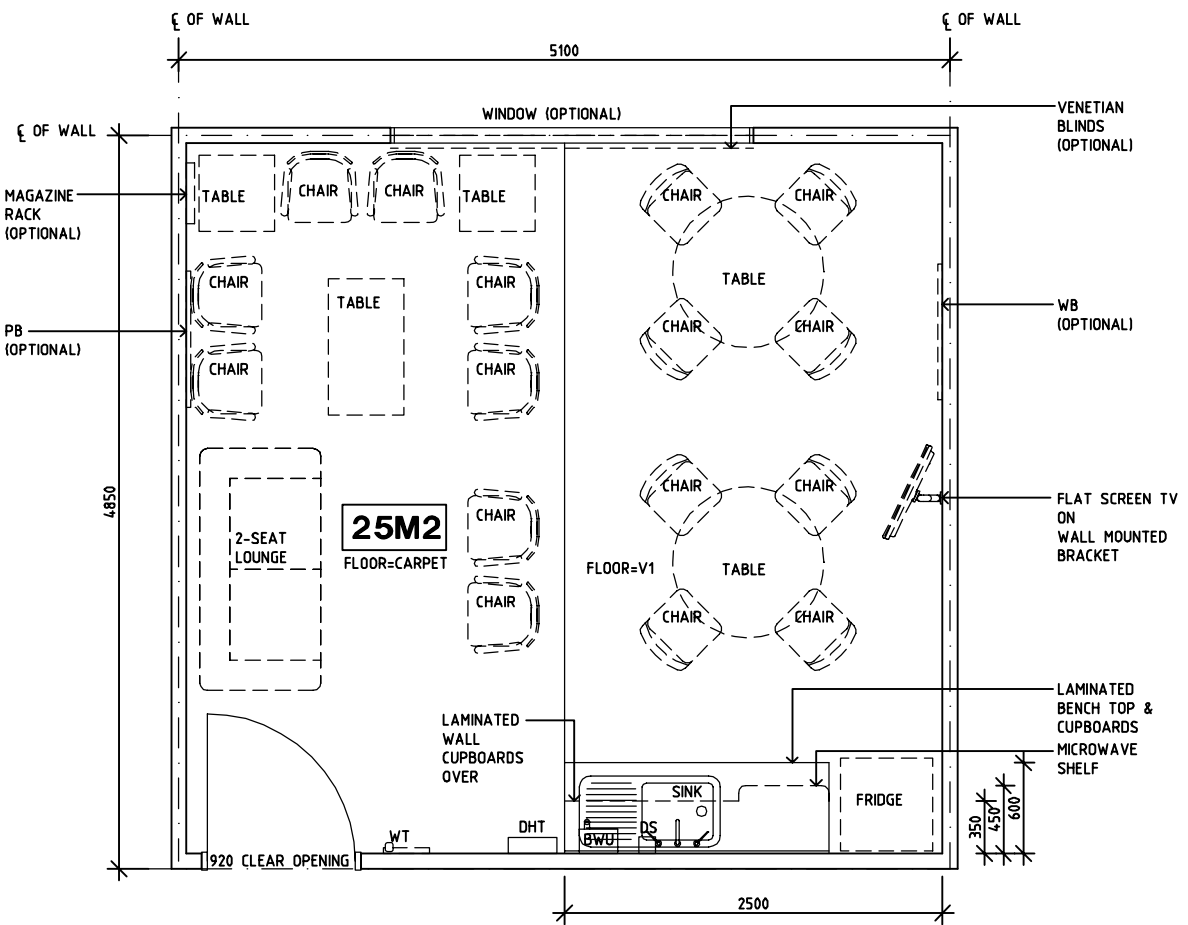 ℄ OF WALL
℄ OF WALL
5100
WINDOW (OPTIONAL)
VENETIAN
BLINDS
(OPTIONAL)
℄ OF WALL
MAGAZINE
RACK
(OPTIONAL)
TABLE
CHAIR
CHAIR
TABLE
CHAIR
CHAIR
TABLE
CHAIR
CHAIR
TABLE
CHAIR
CHAIR
WB
(OPTIONAL)
PB
(OPTIONAL)
CHAIR
CHAIR
CHAIR
CHAIR
4850
2-SEAT
LOUNGE
25M2
FLOOR=CARPET
CHAIR
CHAIR
FLOOR=V1
CHAIR
CHAIR
TABLE
CHAIR
CHAIR
FLAT SCREEN TV
ON
WALL MOUNTED
BRACKET
LAMINATED
WALL
CUPBOARDS
OVER
LAMINATED
BENCH TOP &
CUPBOARDS
MICROWAVE
SHELF
SINK
FRIDGE
350
450
600
920 CLEAR OPENING
WT
DHT
BWU
DS
2500